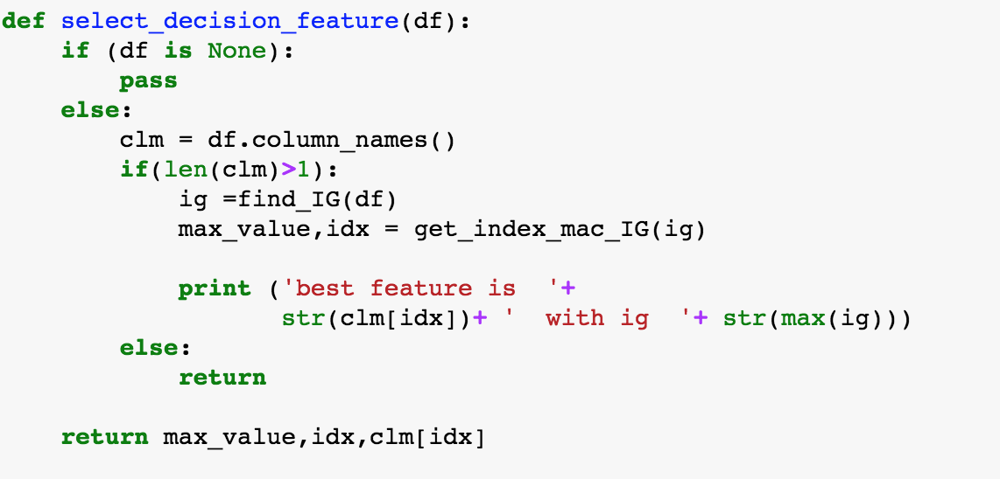 def select_decision_feature(df):
    if (df is None):
        pass
    else:
        clm = df.column_names()
        if(len(clm)>1):
            ig =find_IG(df)
            max_value,idx = get_index_mac_IG(ig)

            print ('best feature is  '+
                   str(clm[idx])+ '  with ig  '+ str(max(ig)))
        else:
            return

    return max_value,idx,clm[idx]